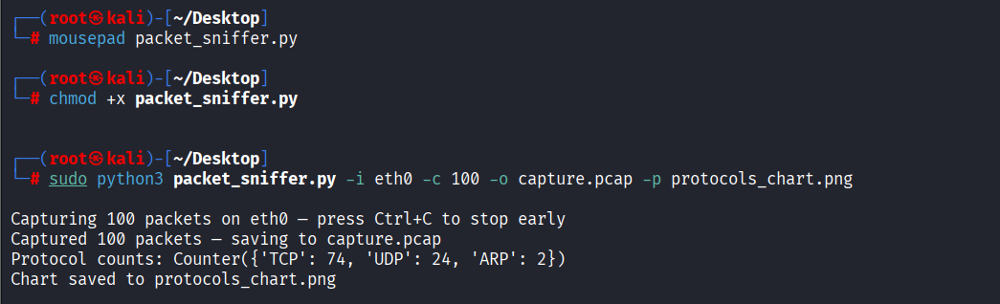 ┌──(root㉿kali)-[~/Desktop]
└─# mousepad packet_sniffer.py
┌──(root㉿kali)-[~/Desktop]
└─# chmod +x packet_sniffer.py
┌──(root㉿kali)-[~/Desktop]
└─# sudo python3 packet_sniffer.py -i eth0 -c 100 -o capture.pcap -p protocols_chart.png
Capturing 100 packets on eth0 — press Ctrl+C to stop early
Captured 100 packets — saving to capture.pcap
Protocol counts: Counter({'TCP': 74, 'UDP': 24, 'ARP': 2})
Chart saved to protocols_chart.png